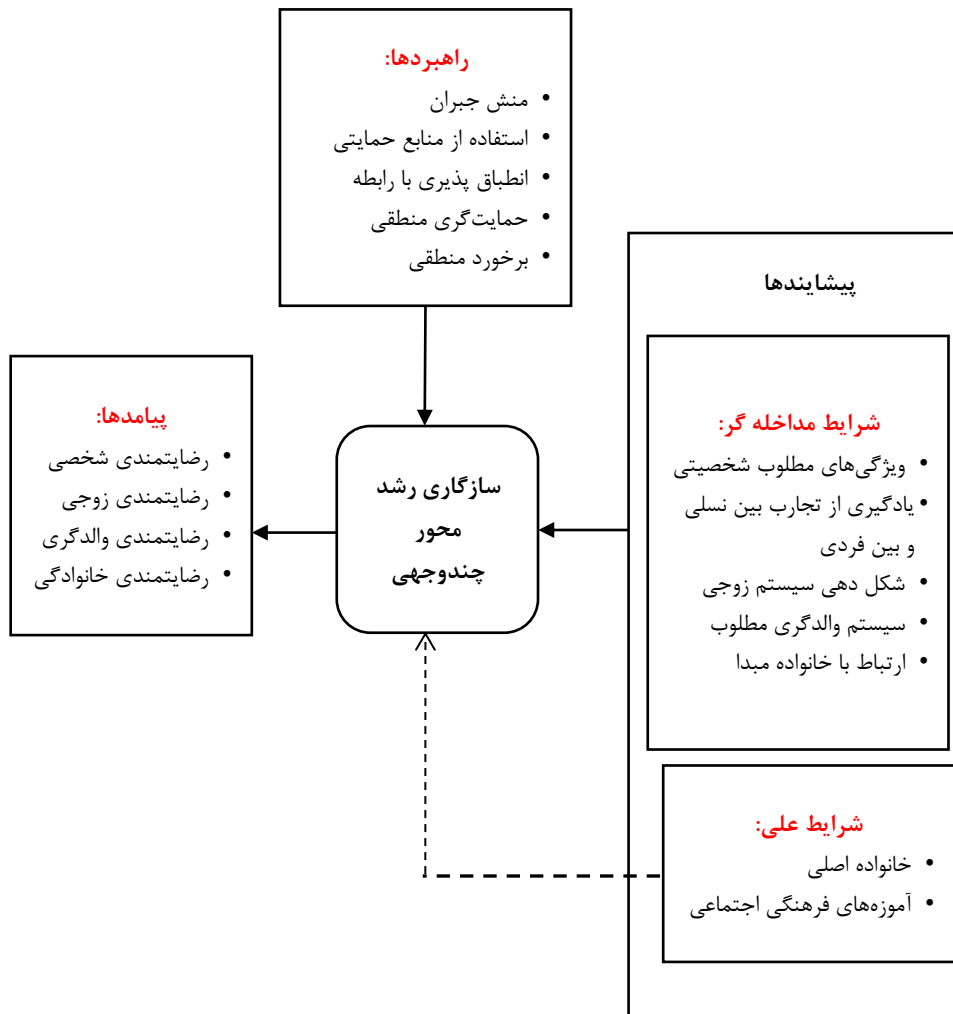 راهبردها:
• منش جبران
• استفاده از منابع حمایتی
• انطباق پذیری با رابطه
• حمایت‌گری منطقی
• برخورد منطقی
پیشایندها
شرایط مداخله گر:
• ویژگی‌های مطلوب شخصیتی
• یادگیری از تجارب بین نسلی
و بین فردی
• شکل دهی سیستم زوجی
• سیستم والدگری مطلوب
• ارتباط با خانواده مبدا
شرایط علی:
• خانواده اصلی
• آموزه‌های فرهنگی اجتماعی
سازگاری رشد
محور
چندوجهی
پیامدها:
• رضایتمندی شخصی
• رضایتمندی زوجی
• رضایتمندی والدگری
• رضایتمندی خانوادگی